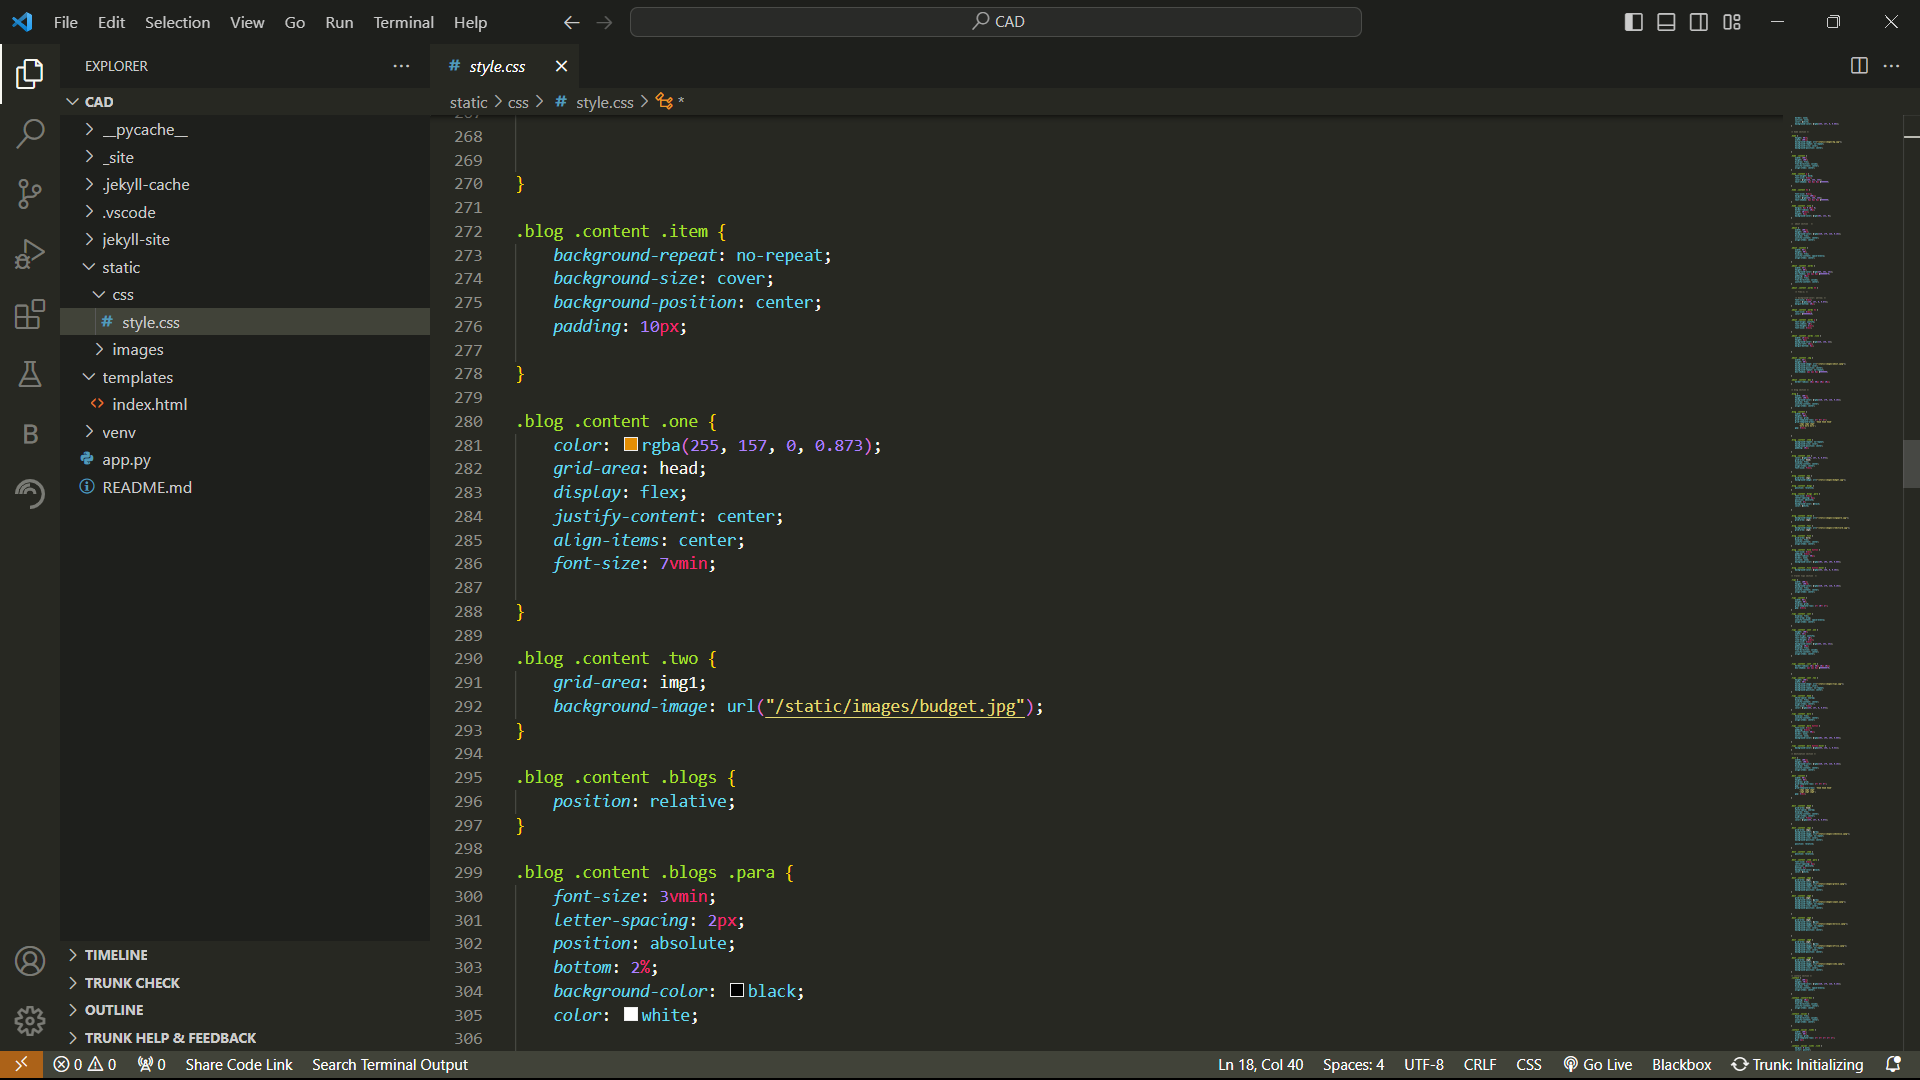 File Edit Selection View Go Run Terminal Help
CAD
EXPLORER
style.css
CAD
static > css > # style.css > *
__pycache__
_site
.jekyll-cache
.vscode
jekyll-site
static
css
# style.css
images
templates
<> index.html
venv
app.py
README.md
TIMELINE
TRUNK CHECK
OUTLINE
TRUNK HELP & FEEDBACK
268
269
270 }
271
272 .blog .content .item {
273 background-repeat: no-repeat;
274 background-size: cover;
275 background-position: center;
276 padding: 10px;
277
278 }
279
280 .blog .content .one {
281 color: rgba(255, 157, 0, 0.873);
282 grid-area: head;
283 display: flex;
284 justify-content: center;
285 align-items: center;
286 font-size: 7vmin;
287
288 }
289
290 .blog .content .two {
291 grid-area: img1;
292 background-image: url("/static/images/budget.jpg");
293 }
294
295 .blog .content .blogs {
296 position: relative;
297 }
298
299 .blog .content .blogs .para {
300 font-size: 3vmin;
301 letter-spacing: 2px;
302 position: absolute;
303 bottom: 2%;
304 background-color: black;
305 color: white;
306
0 0 0 Share Code Link Search Terminal Output Ln 18, Col 40 Spaces: 4 UTF-8 CRLF CSS Go Live Blackbox Trunk: Initializing